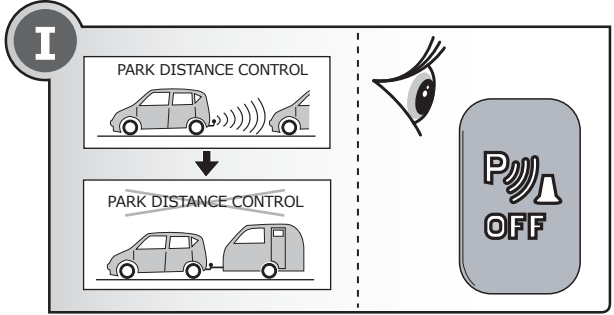 I
PARK DISTANCE CONTROL
PARK DISTANCE CONTROL
P
OFF